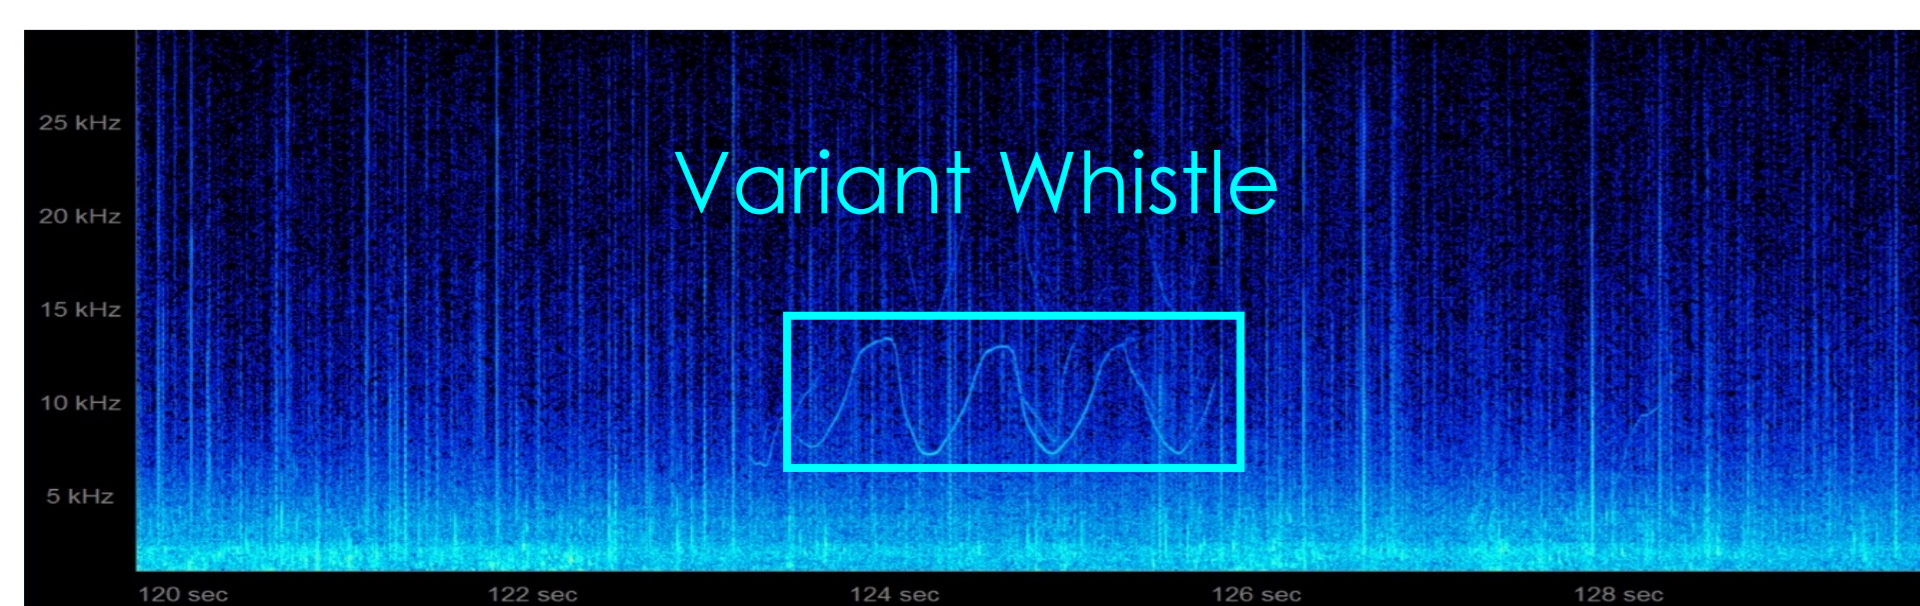 Variant Whistle
25 kHz
20 kHz
15 kHz
10 kHz
5 kHz
120 sec 122 sec 124 sec 126 sec 128 sec